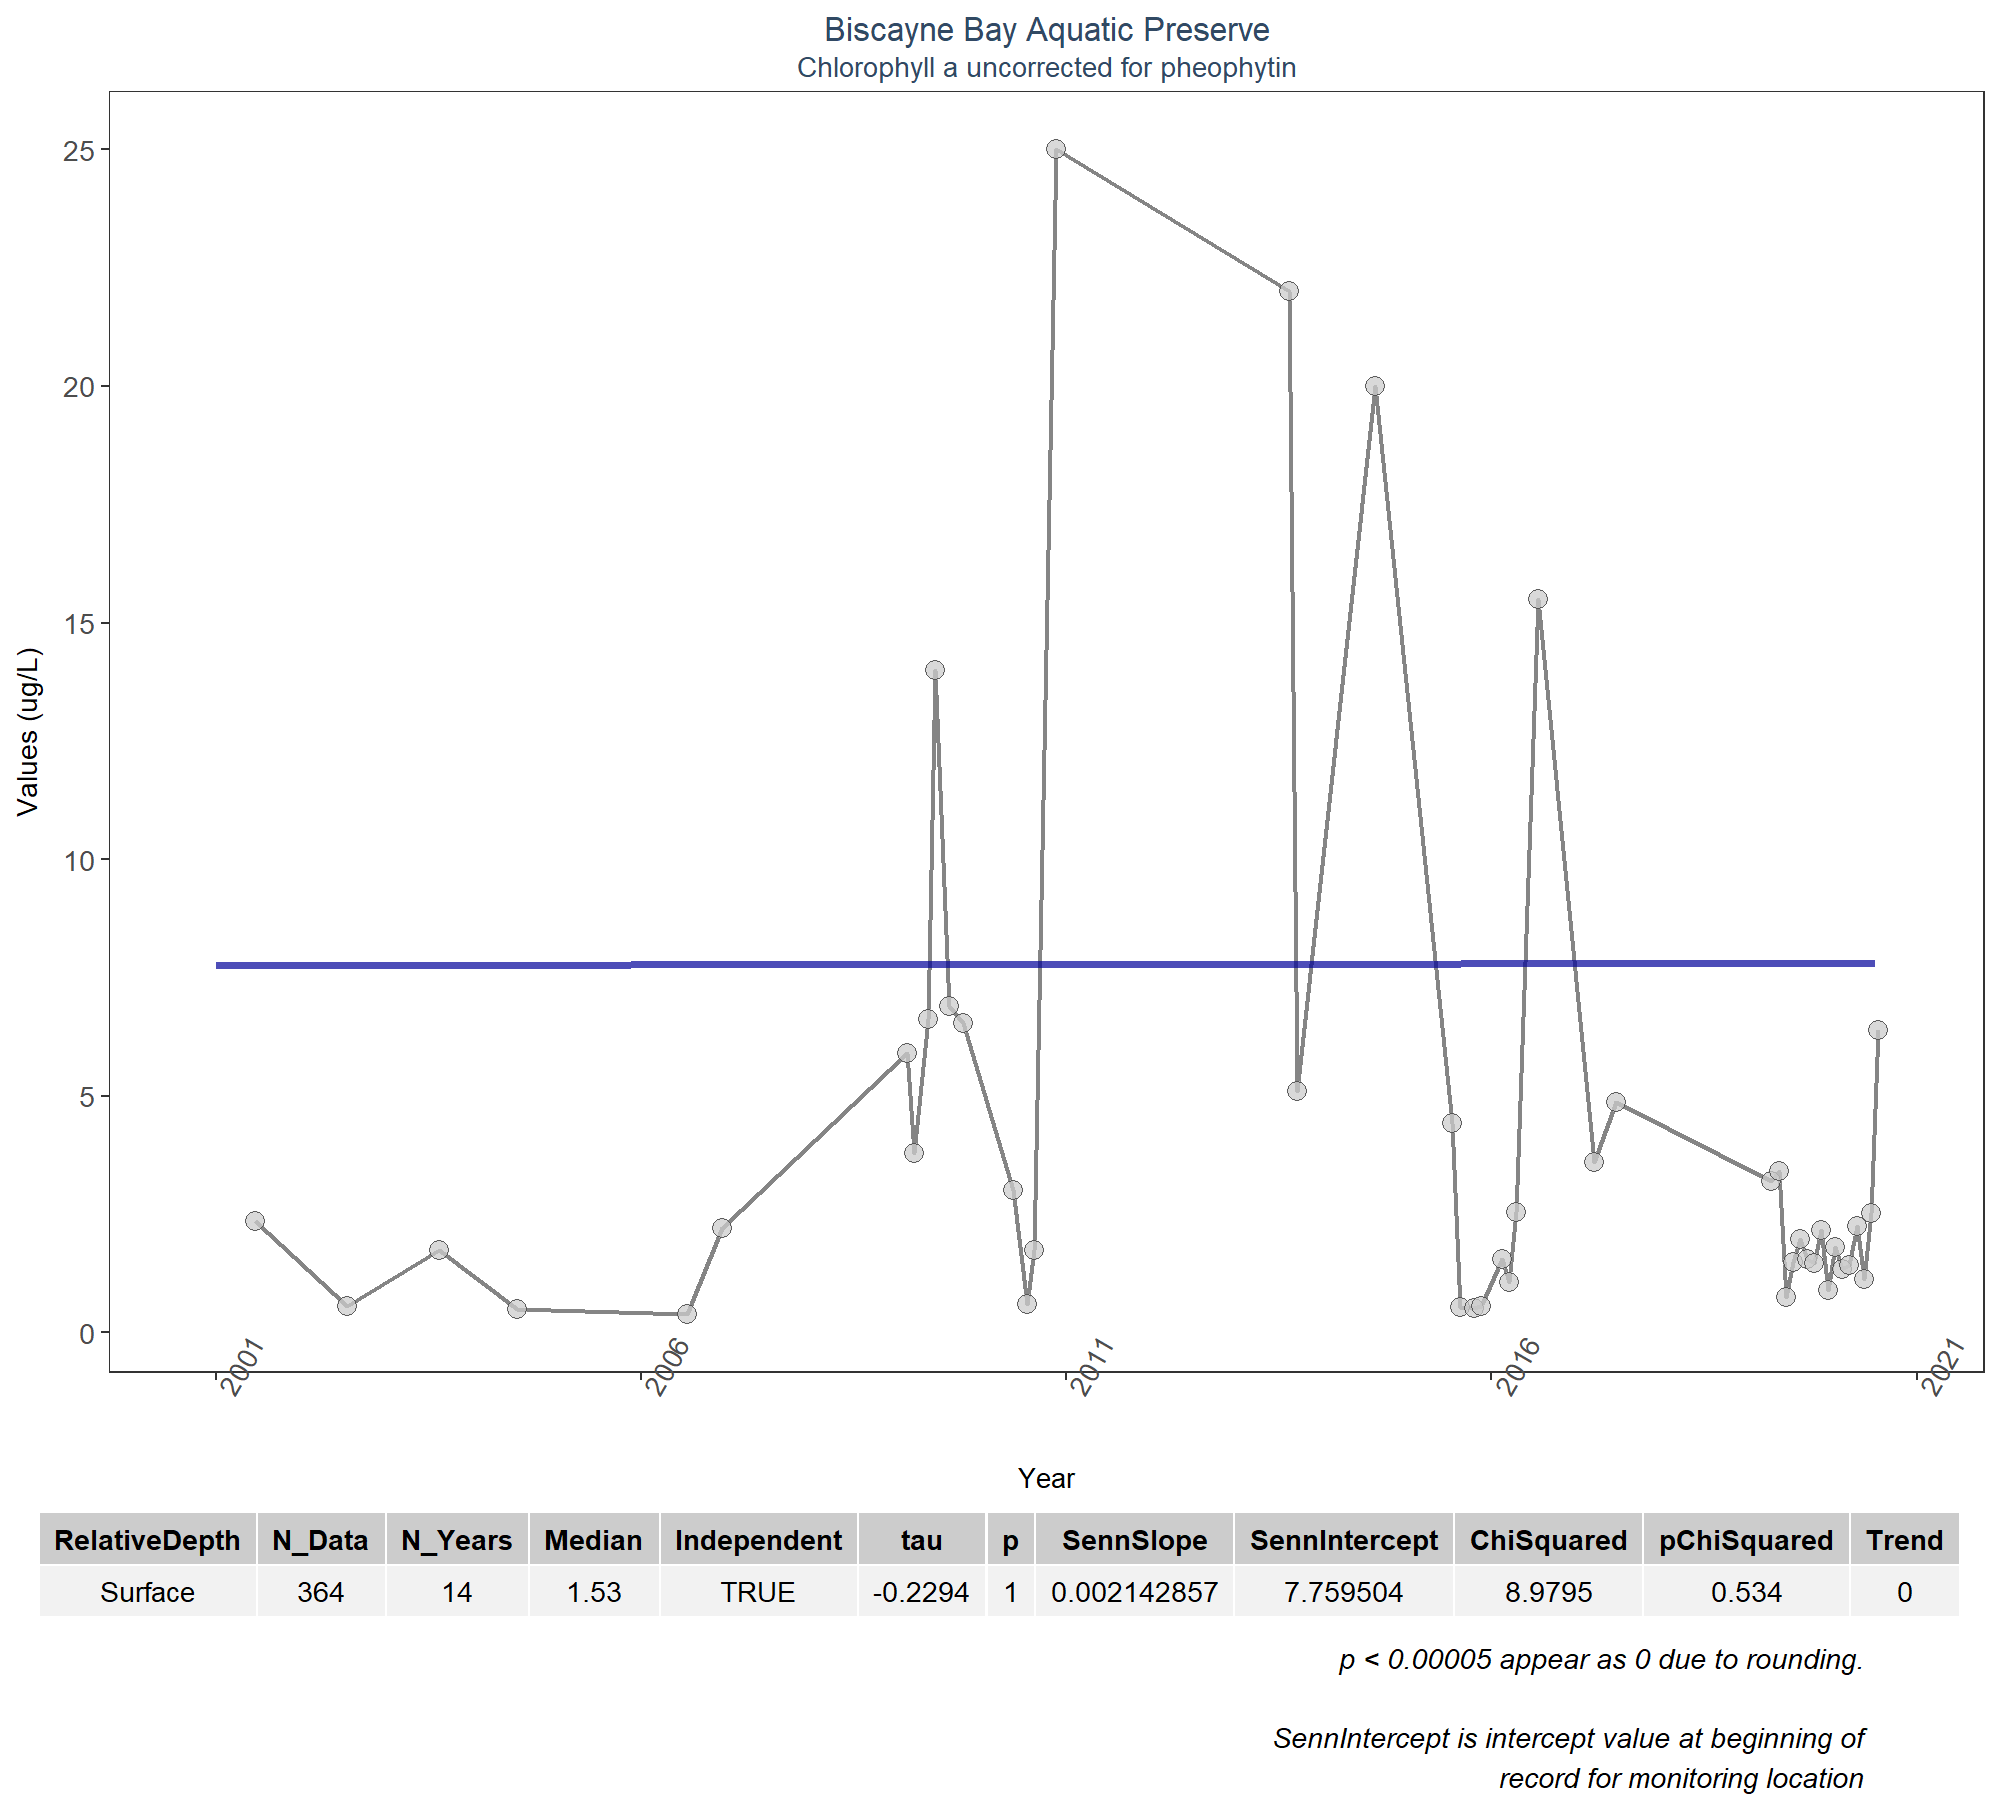 Biscayne Bay Aquatic Preserve
Chlorophyll a uncorrected for pheophytin
25
20
15
10
5
0
Values (ug/L)
2001 2006 2011 2016 2021
Year
RelativeDepth N_Data N_Years Median Independent tau p SennSlope SennIntercept ChiSquared pChiSquared Trend
Surface 364 14 1.53 TRUE -0.2294 1 0.002142857 7.759504 8.9795 0.534 0
p < 0.00005 appear as 0 due to rounding.
SennIntercept is intercept value at beginning of
record for monitoring location